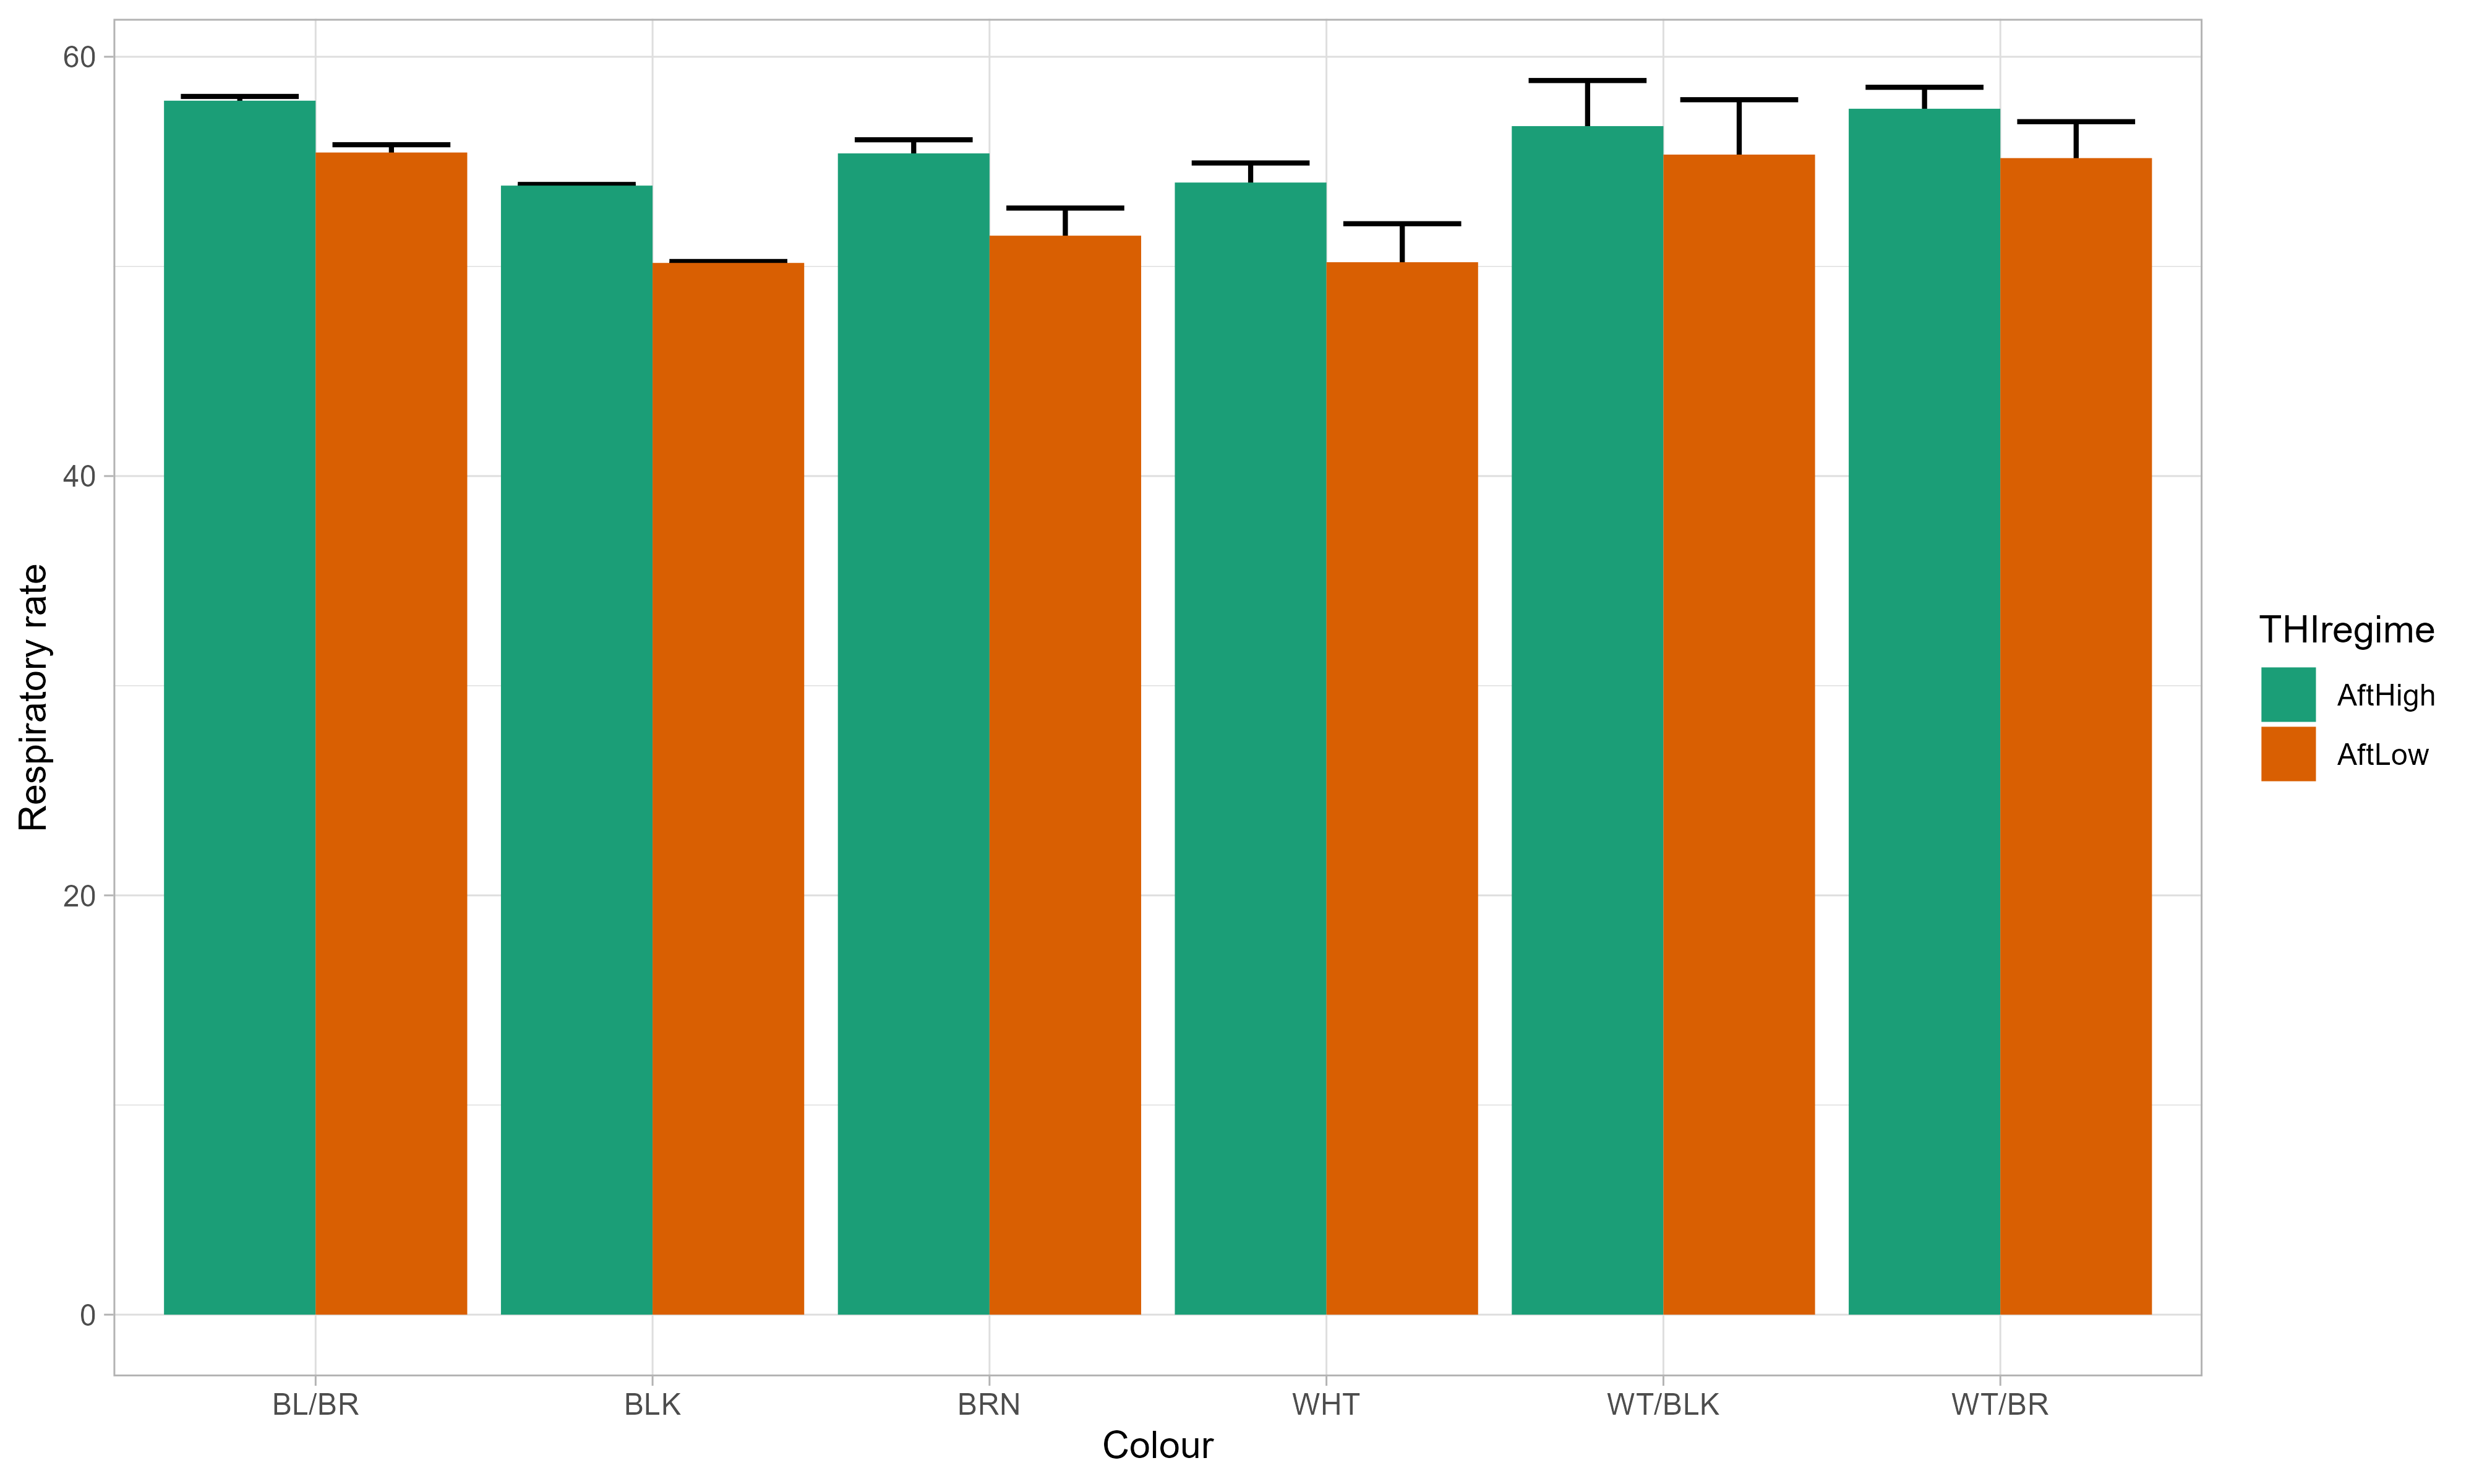 60
40
20
0
Respiratory rate
BL/BR BLK BRN WHT WT/BLK WT/BR
Colour
THIregime
AftHigh
AftLow